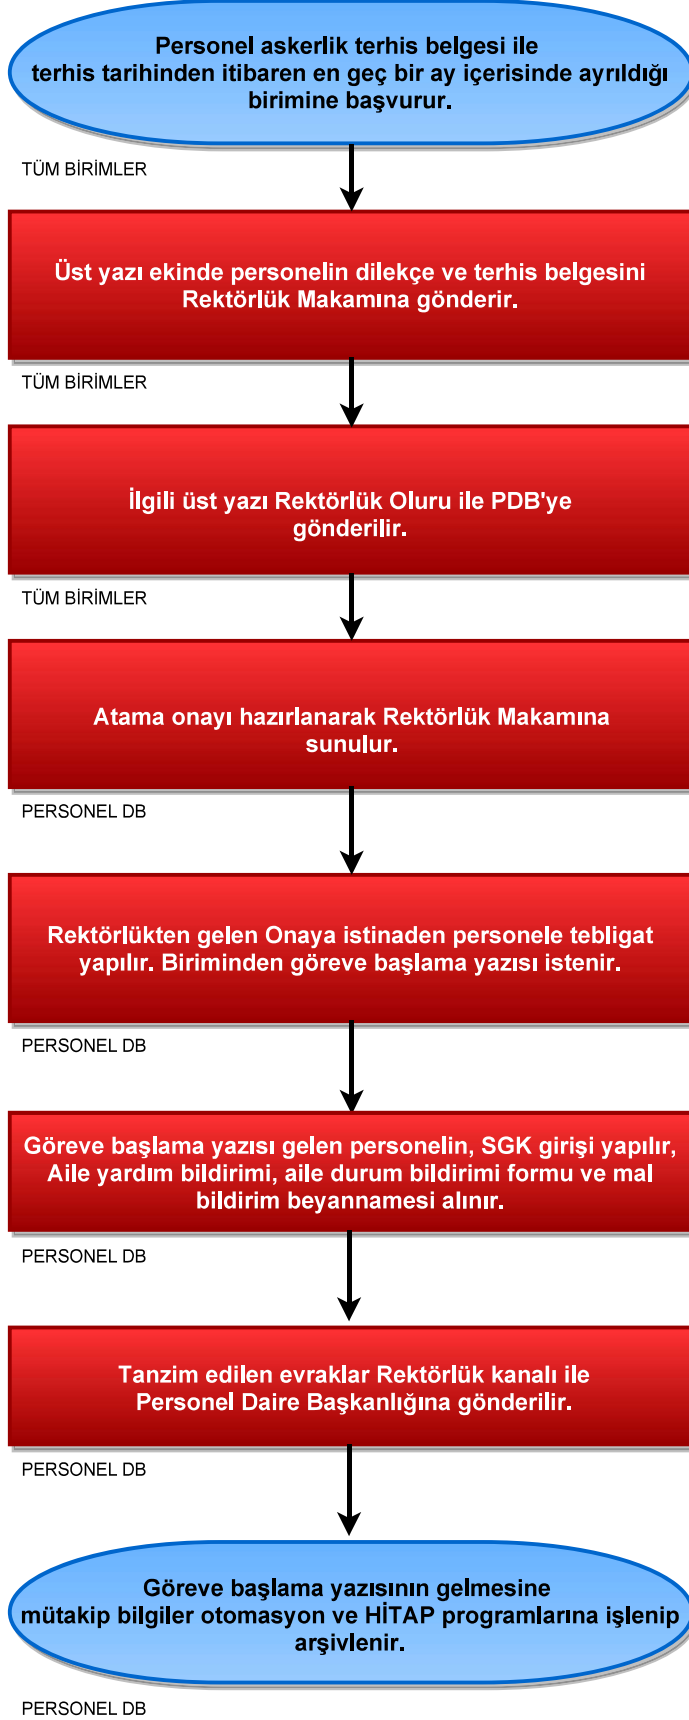 Personel askerlik terhis belgesi ile
terhis tarihinden itibaren en geç bir ay içerisinde ayrıldığı
birimine başvurur.
TÜM BİRİMLER
Üst yazı ekinde personelin dilekçe ve terhis belgesini
Rektörlük Makamına gönderir.
TÜM BİRİMLER
İlgili üst yazı Rektörlük Oluru ile PDB'ye
gönderilir.
TÜM BİRİMLER
Atama onayı hazırlanarak Rektörlük Makamına
sunulur.
PERSONEL DB
Rektörlükten gelen Onaya istinaden personele tebligat
yapılır. Biriminden göreve başlama yazısı istenir.
PERSONEL DB
Göreve başlama yazısı gelen personelin, SGK girişi yapılır,
Aile yardım bildirimi, aile durum bildirimi formu ve mal
bildirim beyannamesi alınır.
PERSONEL DB
Tanzim edilen evraklar Rektörlük kanalı ile
Personel Daire Başkanlığına gönderilir.
PERSONEL DB
Göreve başlama yazısının gelmesine
mütakip bilgiler otomasyon ve HİTAP programlarına işlenip
arşivlenir.
PERSONEL DB